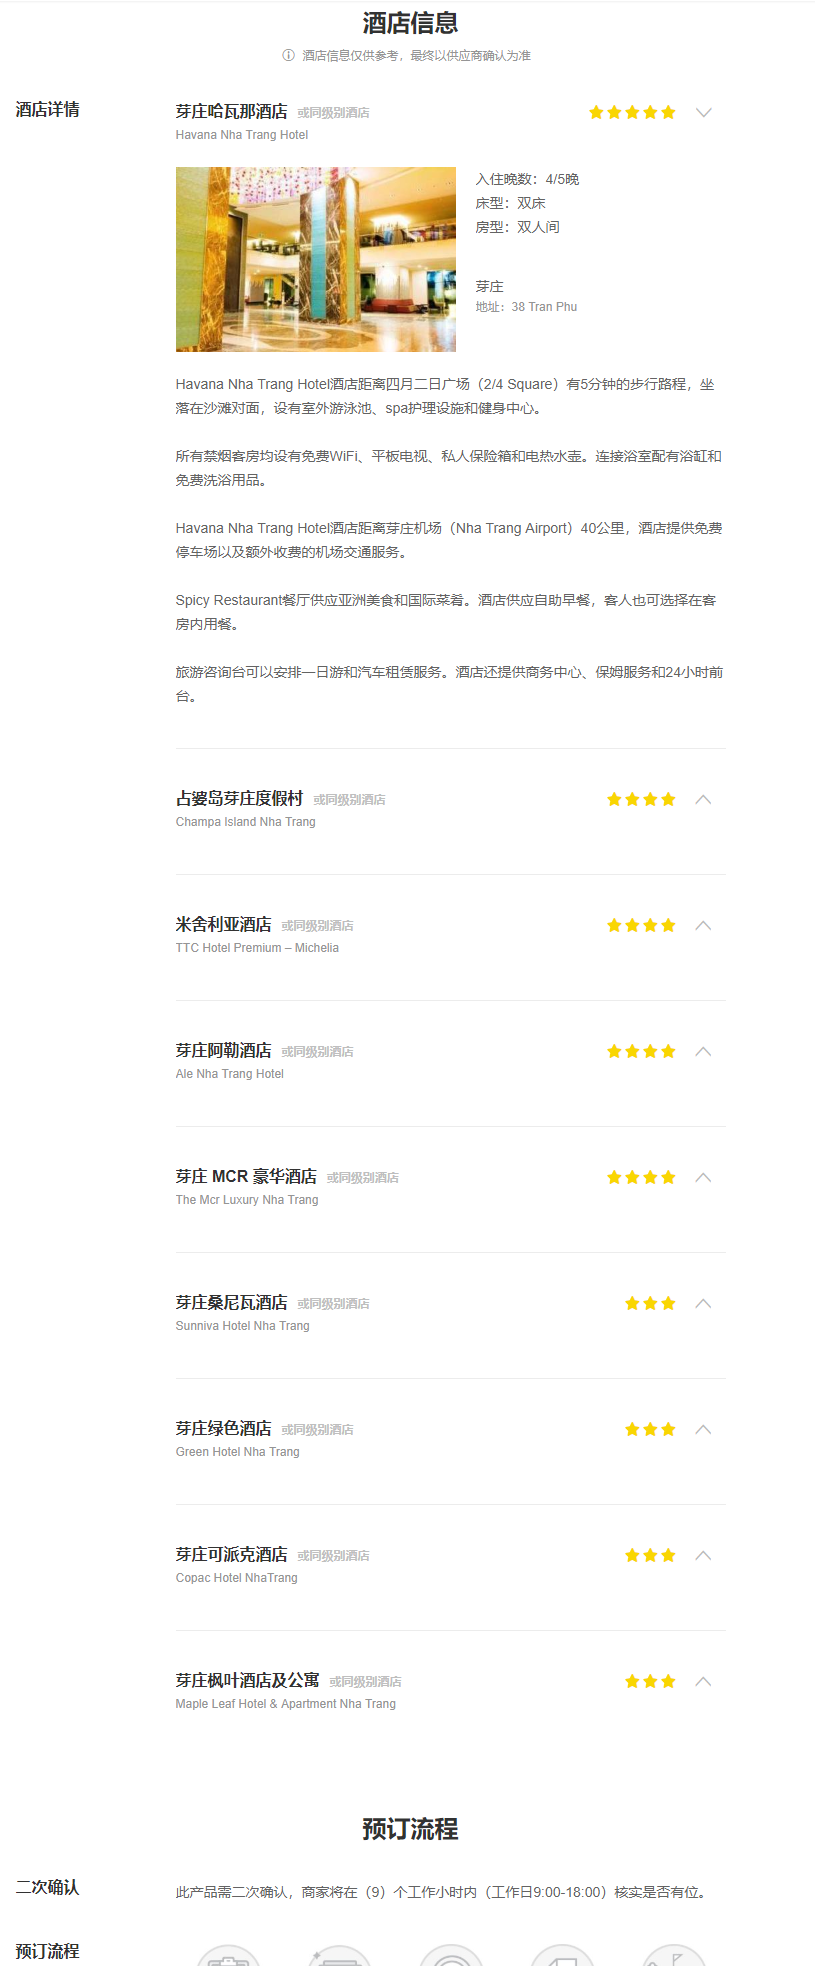 酒店信息
酒店信息仅供参考，最终以供应商确认为准
酒店详情
芽庄哈瓦那酒店 或同级别酒店
Havana Nha Trang Hotel
入住晚数：4/5晚
床型：双床
房型：双人间
芽庄
地址：38 Tran Phu
Havana Nha Trang Hotel酒店距离四月二日广场（2/4 Square）有5分钟的步行路程，坐
落在沙滩对面，设有室外游泳池、spa护理设施和健身中心。
所有禁烟客房均设有免费WiFi、平板电视、私人保险箱和电热水壶。连接浴室配有浴缸和
免费洗浴用品。
Havana Nha Trang Hotel酒店距离芽庄机场（Nha Trang Airport）40公里，酒店提供免费
停车场以及额外收费的机场交通服务。
Spicy Restaurant餐厅供应亚洲美食和国际菜肴。酒店供应自助早餐，客人也可选择在客
房内用餐。
旅游咨询台可以安排一日游和汽车租赁服务。酒店还提供商务中心、保姆服务和24小时前
台。
占婆岛芽庄度假村 或同级别酒店
Champa Island Nha Trang
米舍利亚酒店 或同级别酒店
TTC Hotel Premium – Michelia
芽庄阿勒酒店 或同级别酒店
Ale Nha Trang Hotel
芽庄 MCR 豪华酒店 或同级别酒店
The Mcr Luxury Nha Trang
芽庄桑尼瓦酒店 或同级别酒店
Sunniva Hotel Nha Trang
芽庄绿色酒店 或同级别酒店
Green Hotel Nha Trang
芽庄可派克酒店 或同级别酒店
Copac Hotel NhaTrang
芽庄枫叶酒店及公寓 或同级别酒店
Maple Leaf Hotel & Apartment Nha Trang
预订流程
二次确认
此产品需二次确认，商家将在（9）个工作小时内（工作日9:00-18:00）核实是否有位。
预订流程